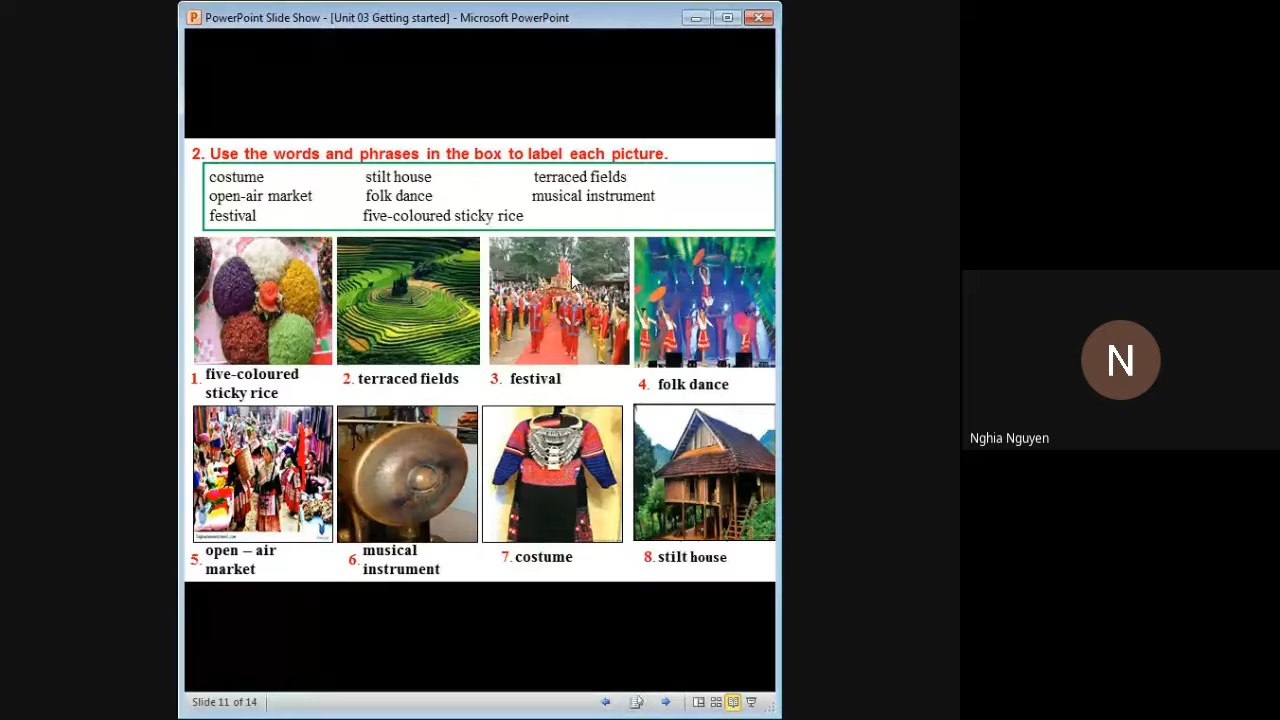 PowerPoint Slide Show - [Unit 03 Getting started] - Microsoft PowerPoint
2. Use the words and phrases in the box to label each picture.
costume stilt house terraced fields
open-air market folk dance musical instrument
festival five-coloured sticky rice
1. five-coloured
sticky rice
2. terraced fields
3. festival
4. folk dance
5. open – air
market
6. musical
instrument
7. costume
8. stilt house
Slide 11 of 14
N
Nghia Nguyen